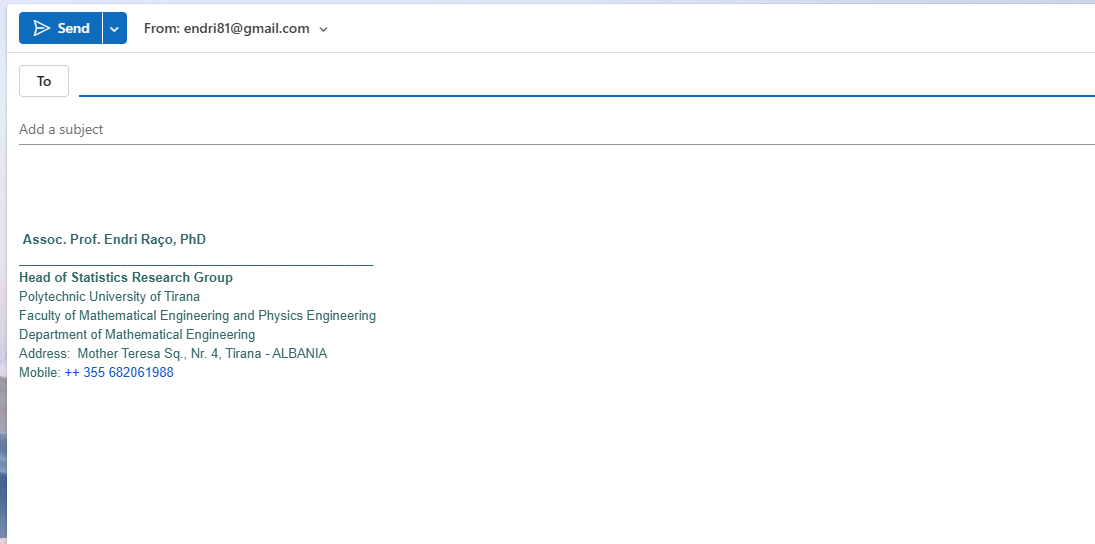 Send
From: endri81@gmail.com
To
Add a subject
Assoc. Prof. Endri Raço, PhD
Head of Statistics Research Group
Polytechnic University of Tirana
Faculty of Mathematical Engineering and Physics Engineering
Department of Mathematical Engineering
Address:  Mother Teresa Sq., Nr. 4, Tirana - ALBANIA
Mobile: ++ 355 682061988